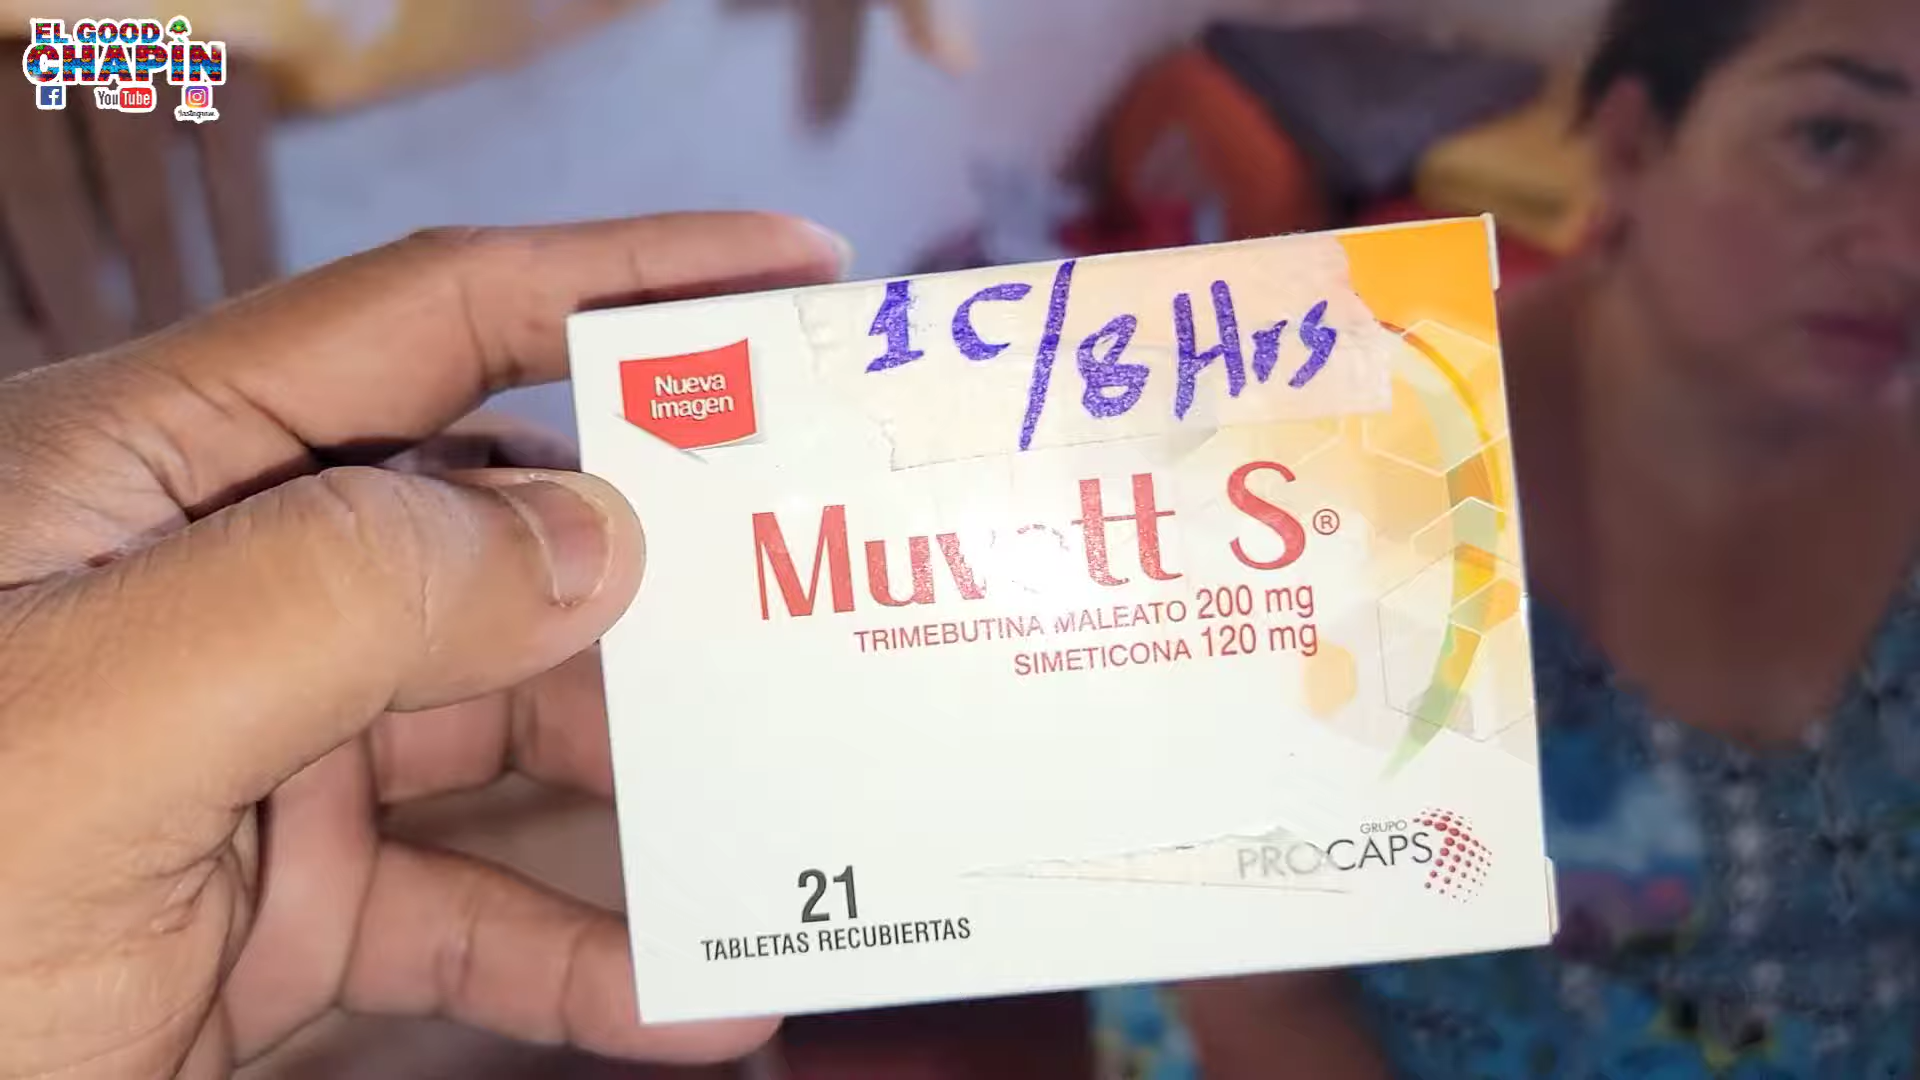 EL GOOD
CHAPIN
You Tube
Instagram
1 C/8 Hrs
Nueva
Imagen
S®
TRIMEBUTINA MALEATO 200 mg
SIMETICONA 120 mg
GRUPO
PROCAPS
21
TABLETAS RECUBIERTAS